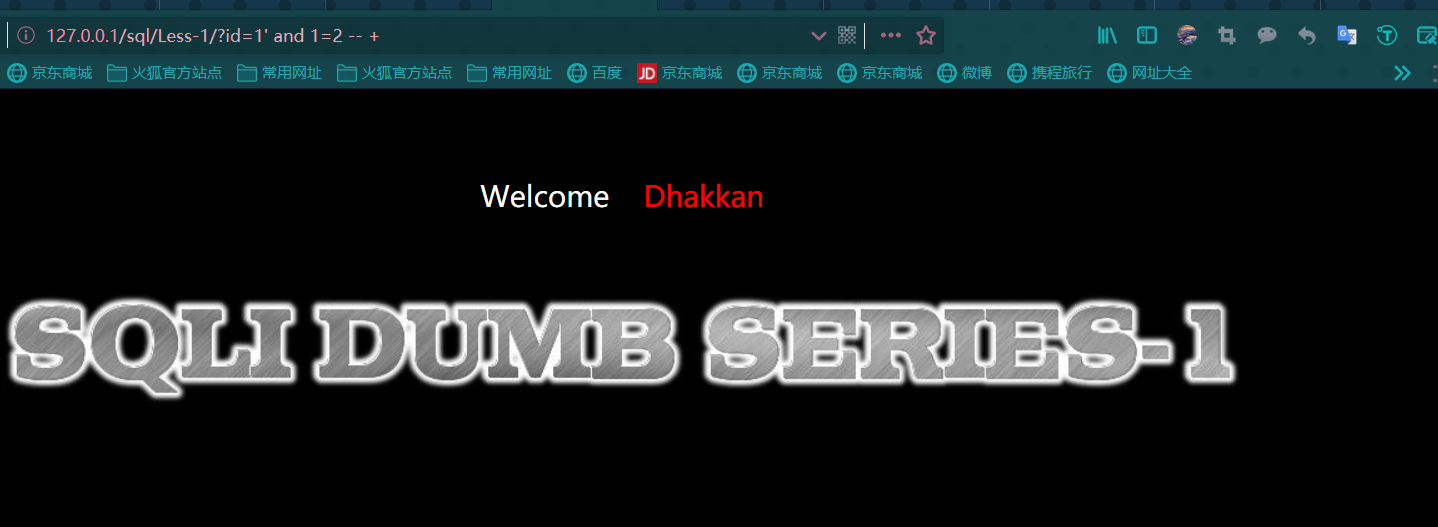 127.0.0.1/sql/Less-1/?id=1' and 1=2 -- +
京东商城 火狐官方站点 常用网址 火狐官方站点 常用网址 百度 JD 京东商城 京东商城 京东商城 微博 携程旅行 网址大全
Welcome Dhakkan
SQLI DUMB SERIES-1